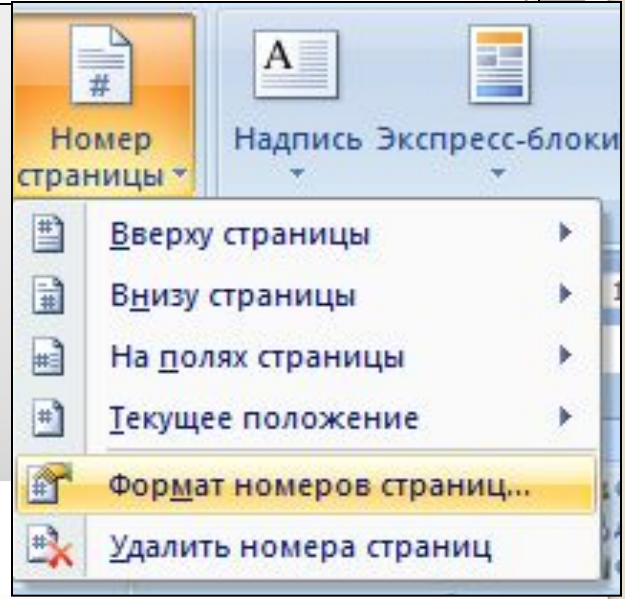 Номер
страницы
Надпись
Экспресс-блоки
Вверху страницы
Внизу страницы
На полях страницы
Текущее положение
Формат номеров страниц...
Удалить номера страниц